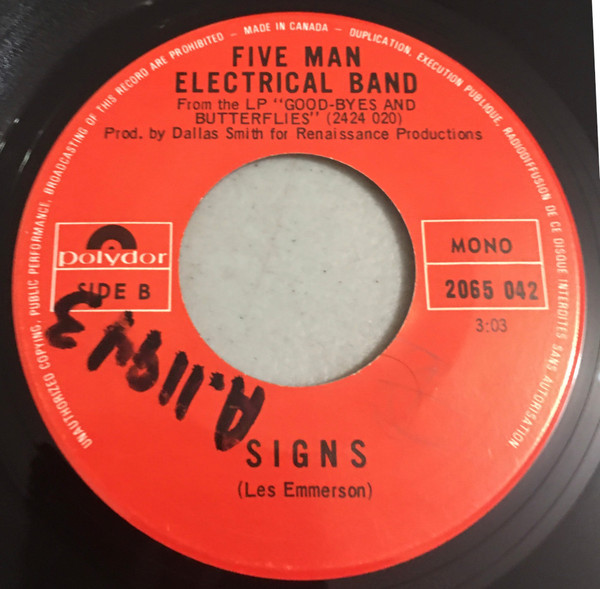 UNAUTHORIZED COPYING, PUBLIC PERFORMANCE, BROADCASTING OF THIS RECORD ARE PROHIBITED - MADE IN CANADA - DUPLICATION, EXECUTION PUBLIQUE, RADIODIFFUSION DE CE DISQUE INTERDITES SANS AUTORISATION
FIVE MAN
ELECTRICAL BAND
From the LP "GOOD-BYES AND
BUTTERFLIES" (2424 020)
Prod. by Dallas Smith for Renaissance Productions
polydor
SIDE B
MONO
2065 042
3:03
SIGNS
(Les Emmerson)